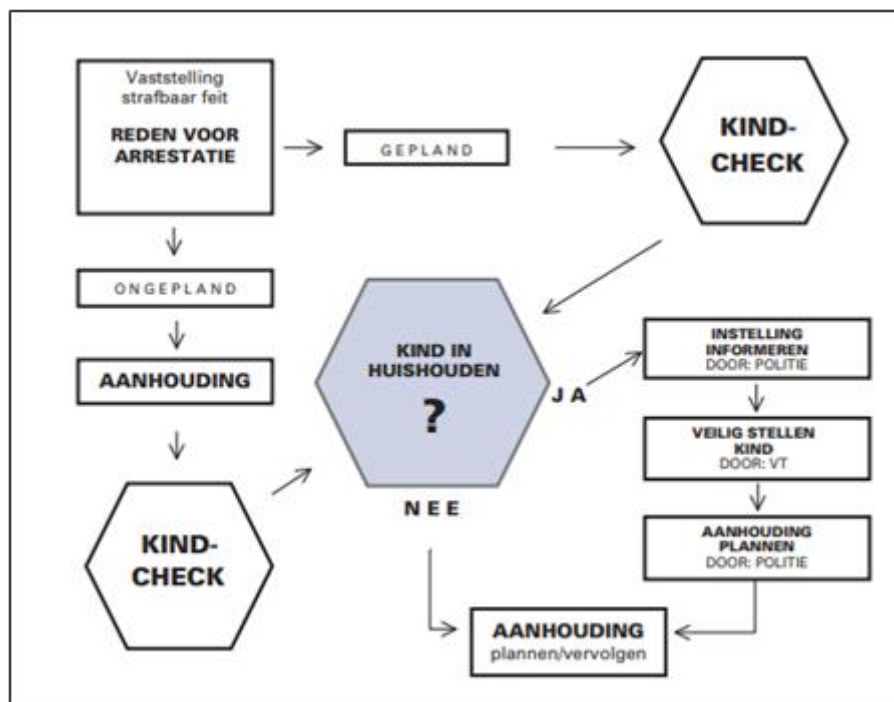 Vaststelling
strafbaar feit
REDEN VOOR
ARRESTATIE
GEPLAND
KIND-
CHECK
ONGEPLAND
AANHOUDING
KIND-
CHECK
KIND IN
HUISHOUDEN
?
JA
NEE
INSTELLING
INFORMEREN
DOOR: POLITIE
VEILIG STELLEN
KIND
DOOR: VT
AANHOUDING
PLANNEN
DOOR: POLITIE
AANHOUDING
plannen/vervolgen